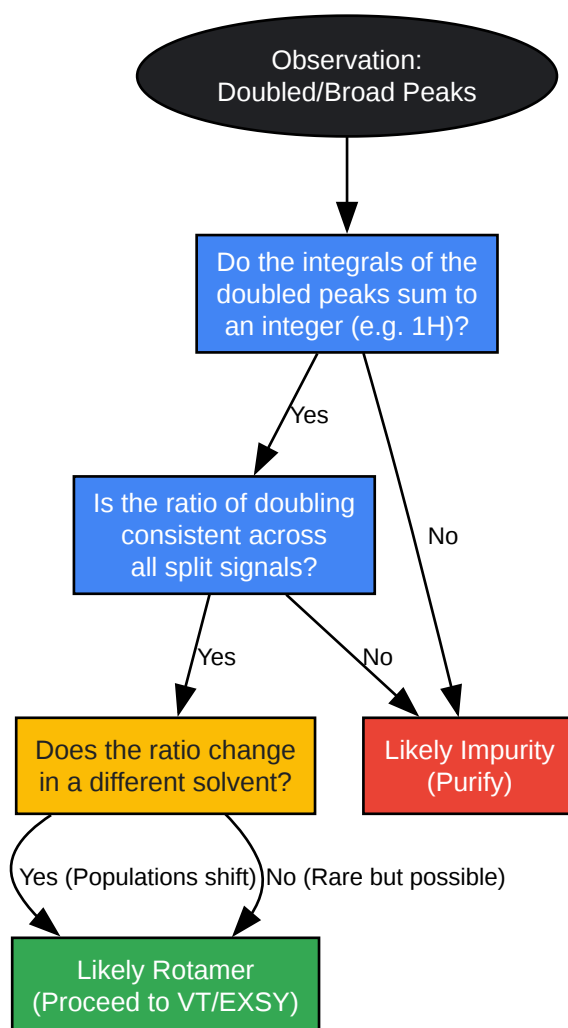 Observation:
Doubled/Broad Peaks
Do the integrals of the
doubled peaks sum to
an integer (e.g. 1H)?
Yes
No
Is the ratio of doubling
consistent across
all split signals?
Yes
No
Does the ratio change
in a different solvent?
Likely Impurity
(Purify)
Yes (Populations shift)
No (Rare but possible)
Likely Rotamer
(Proceed to VT/EXSY)